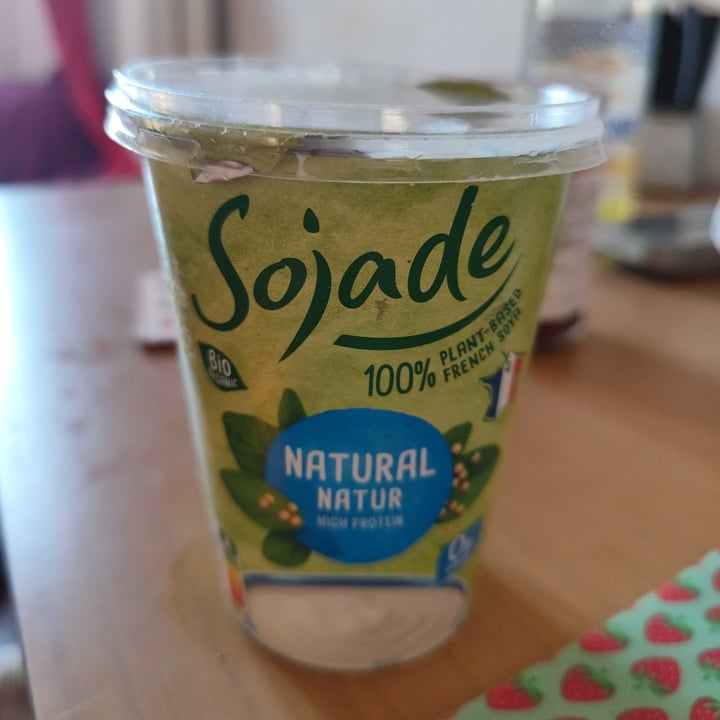 Sojade
100% PLANT-BASED
FRENCH SOYA
Bio
ORGANIC
NATURAL
NATUR
HIGH PROTEIN